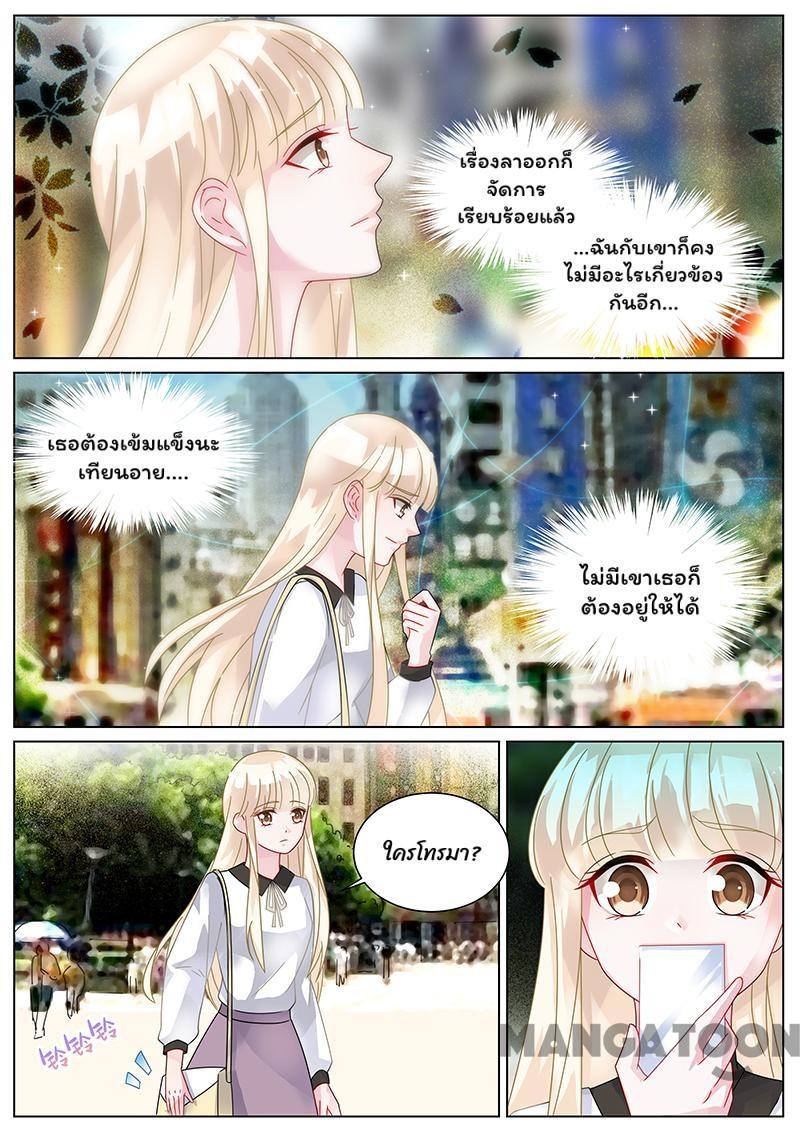 เรื่องลาออกก็
จัดการ
เรียบร้อยแล้ว
...ฉันกับเขาก็คง
ไม่มีอะไรเกี่ยวข้อง
กันอีก...
เธอต้องเข้มแข็งนะ
เทียนอาย....
ไม่มีเขาเธอก็
ต้องอยู่ให้ได้
ใครโทรมา?
铃铃铃
MANGATOON